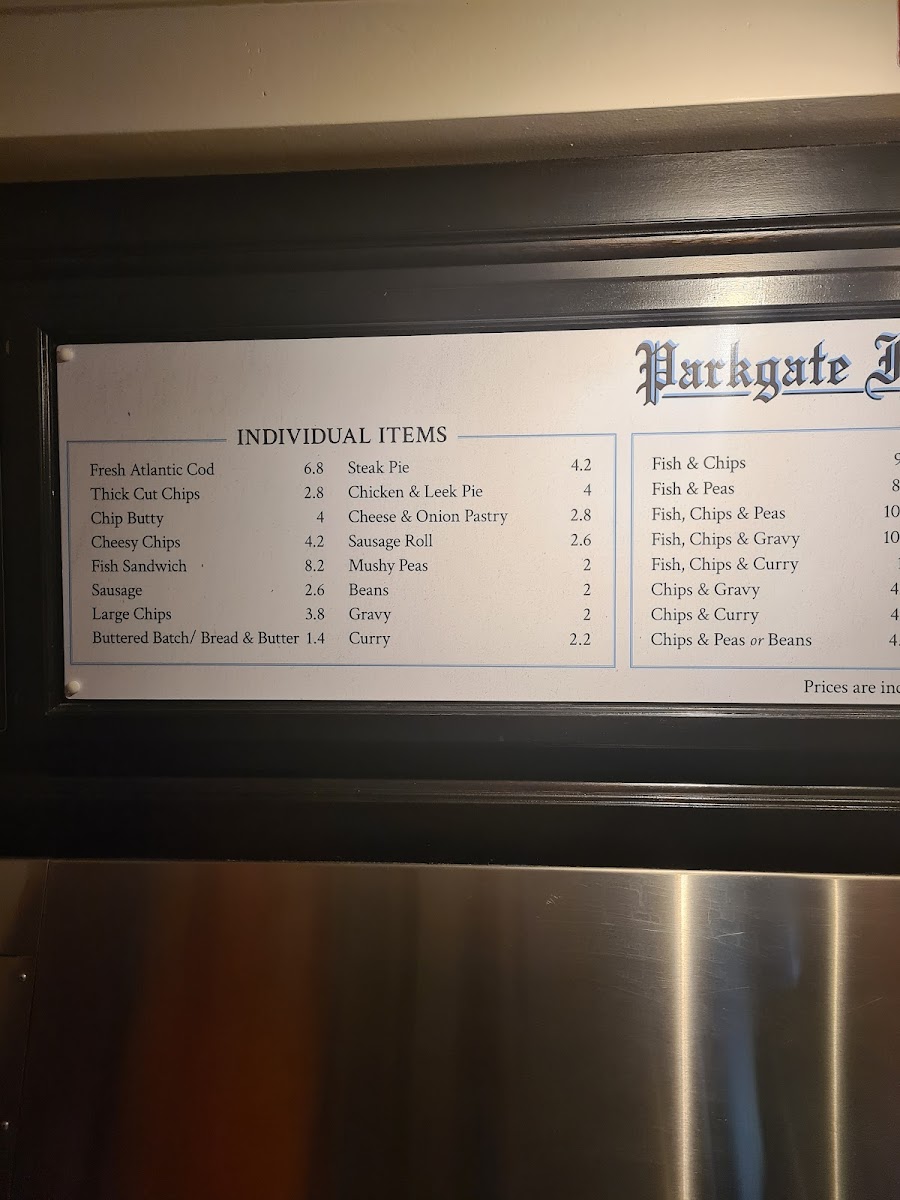 Parkgate
INDIVIDUAL ITEMS
Fresh Atlantic Cod 6.8
Thick Cut Chips 2.8
Chip Butty 4
Cheesy Chips 4.2
Fish Sandwich 8.2
Sausage 2.6
Large Chips 3.8
Buttered Batch/ Bread & Butter 1.4
Steak Pie 4.2
Chicken & Leek Pie 4
Cheese & Onion Pastry 2.8
Sausage Roll 2.6
Mushy Peas 2
Beans 2
Gravy 2
Curry 2.2
Fish & Chips
Fish & Peas
Fish, Chips & Peas
Fish, Chips & Gravy
Fish, Chips & Curry
Chips & Gravy
Chips & Curry
Chips & Peas or Beans
Prices are